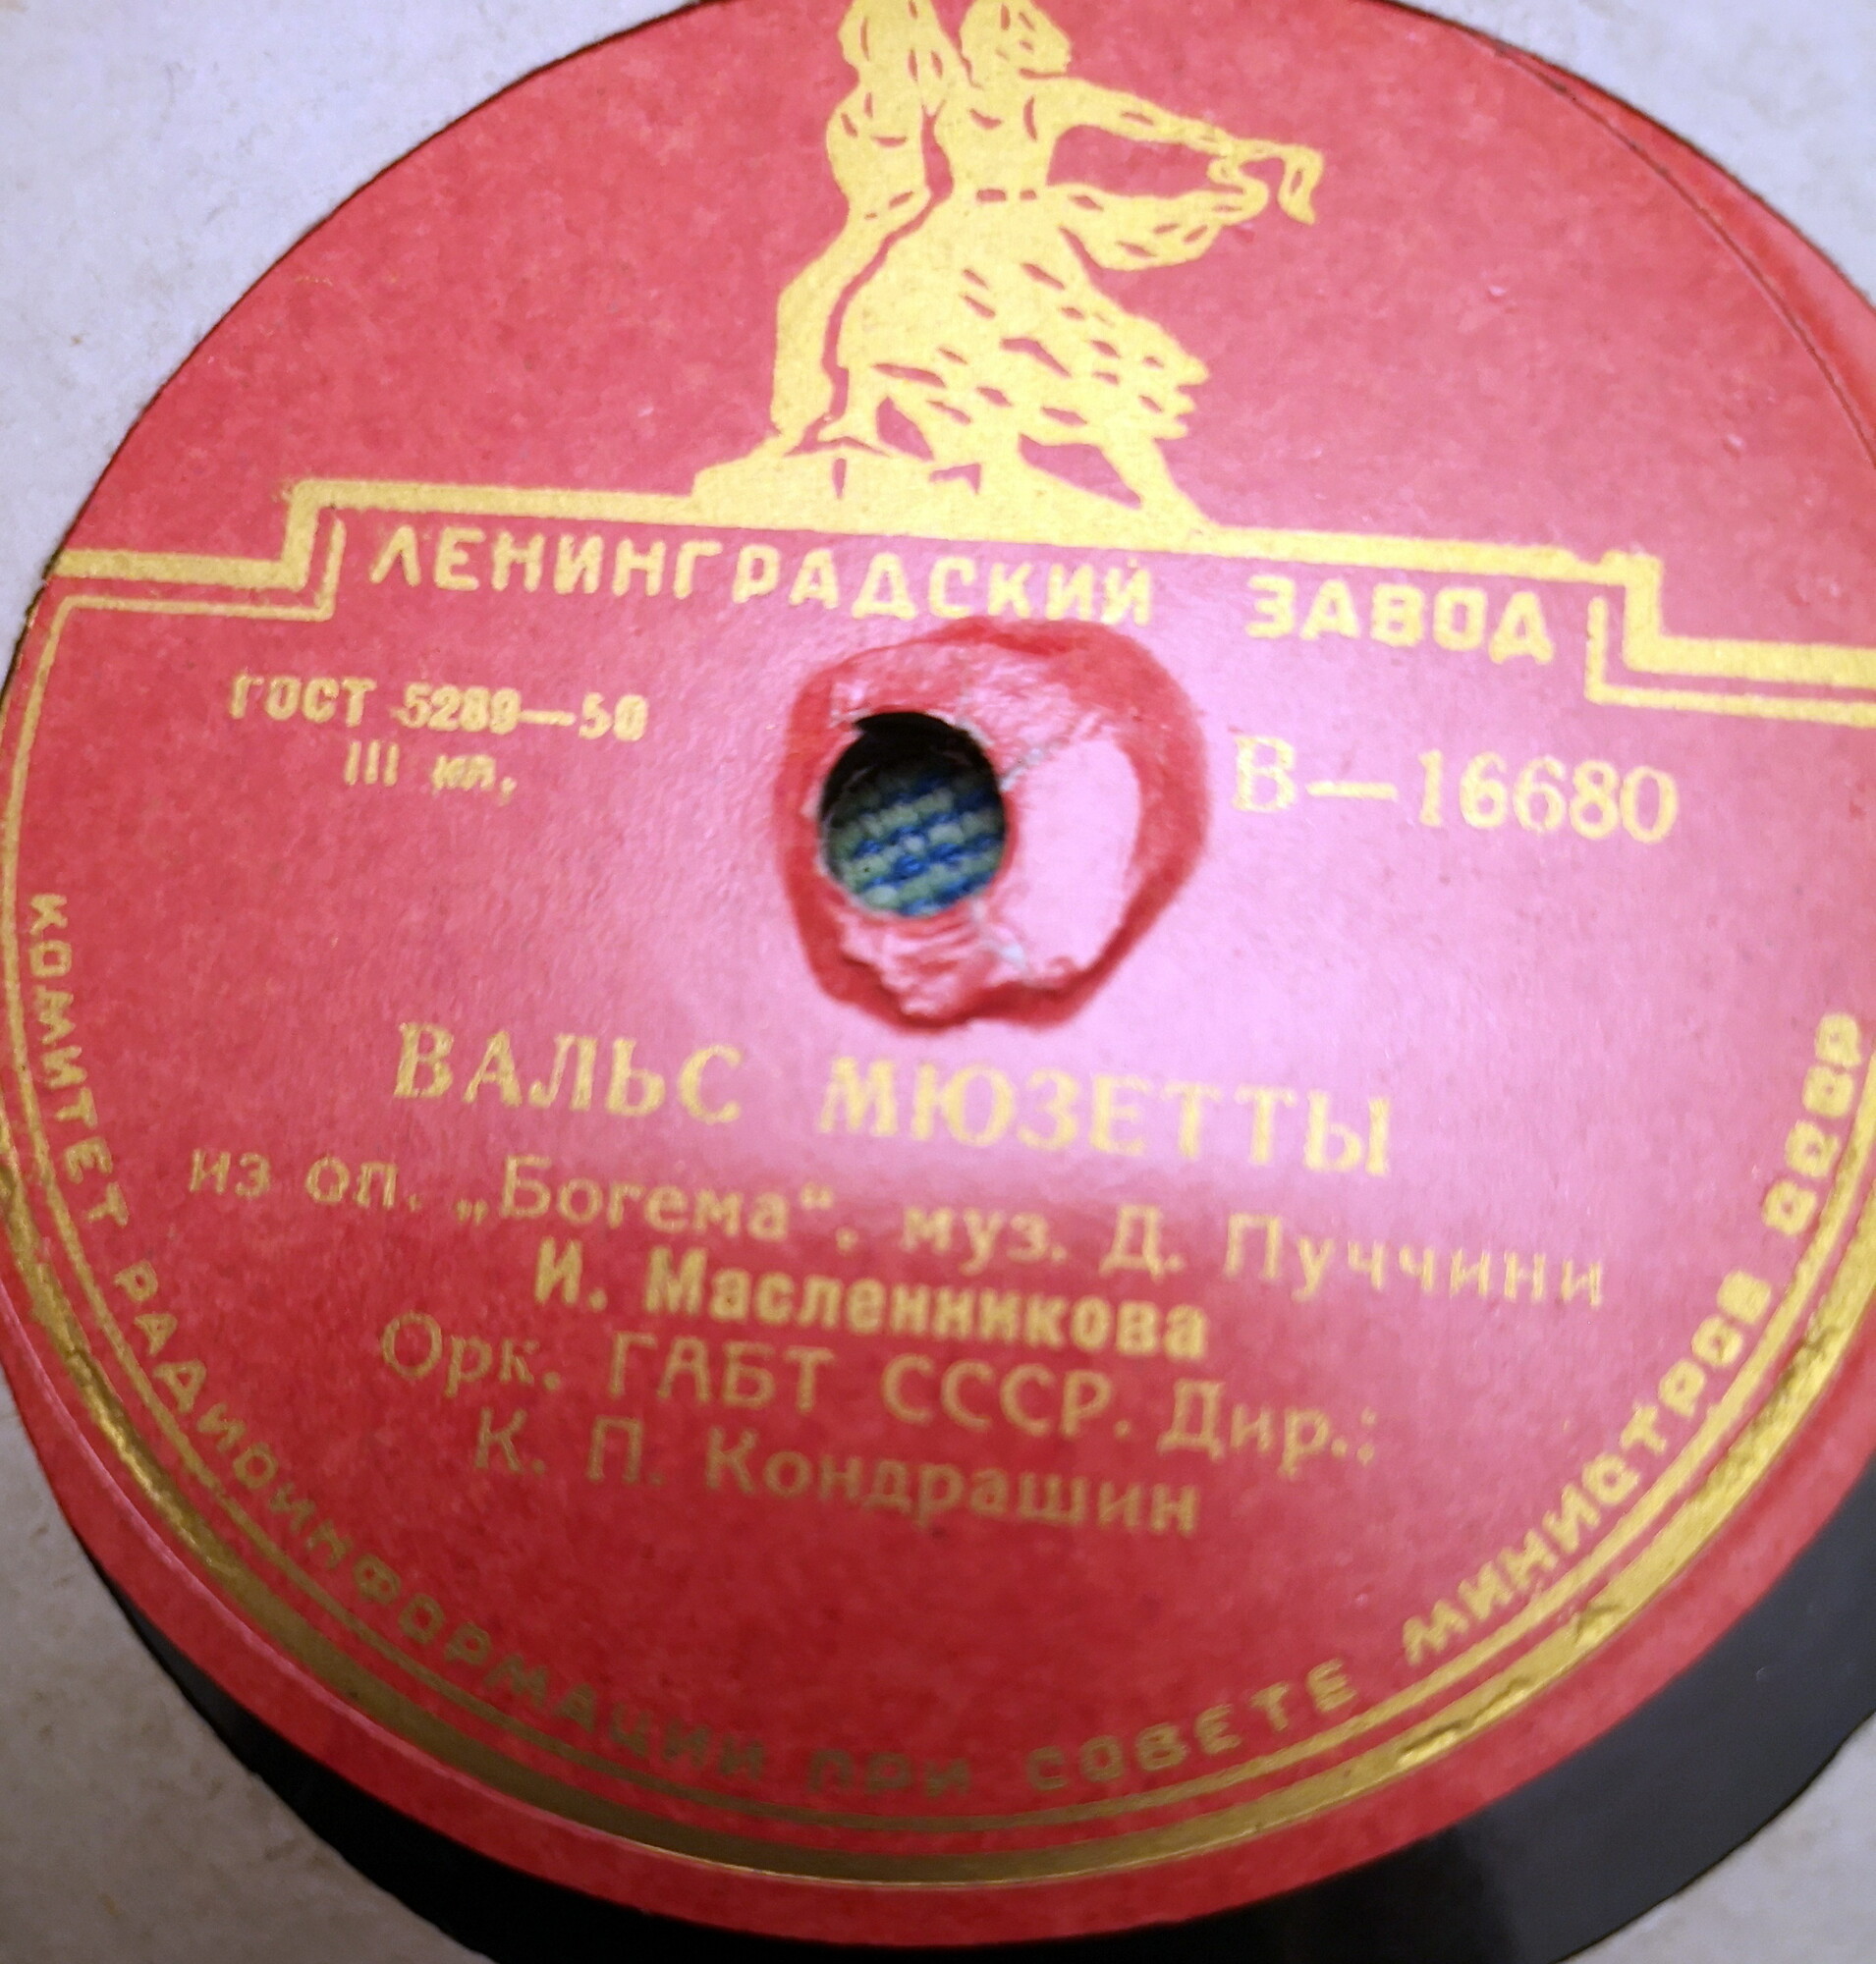 ЛЕНИНГРАДСКИЙ ЗАВОД
ГОСТ 5289—50
III кл.
В—16680
ВАЛЬС МЮЗЕТТЫ
из оп. „Богема“. муз. Д. Пуччини
И. Масленникова
Орк. ГАБТ СССР. Дир.:
К. П. Кондрашин
КОМИТЕТ РАДИОИНФОРМАЦИИ ПРИ СОВЕТЕ МИНИСТРОВ СССР